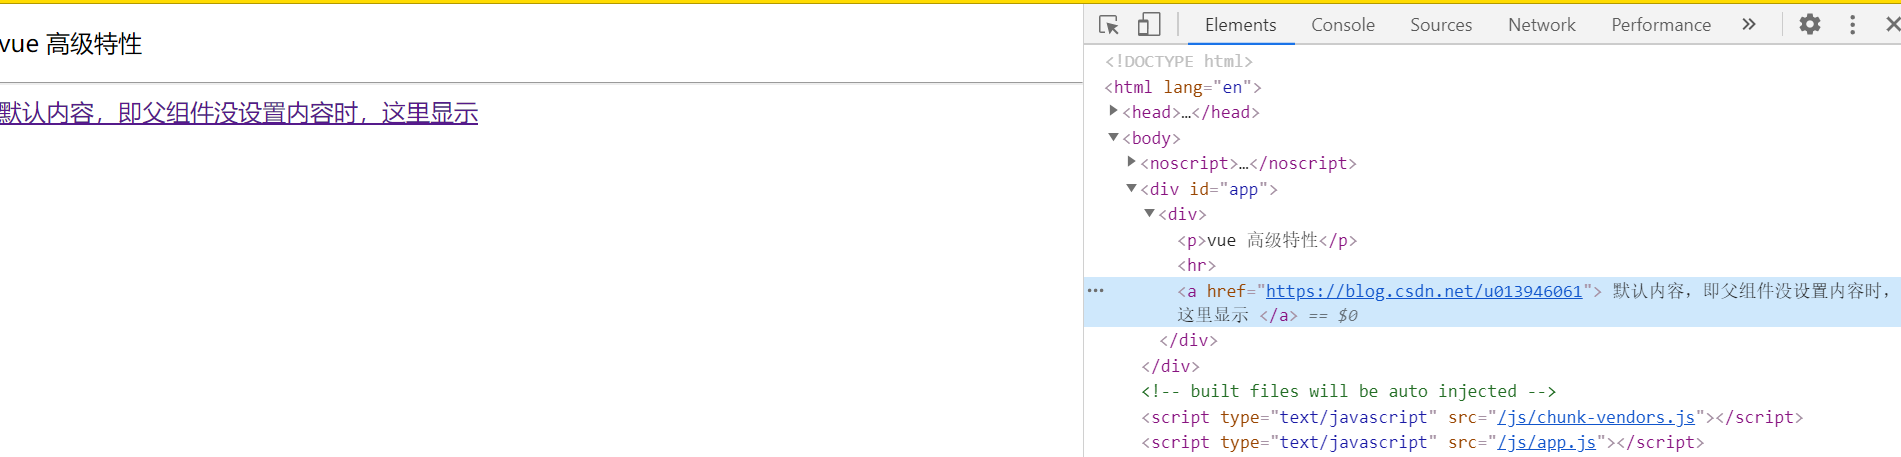 vue 高级特性
默认内容，即父组件没设置内容时，这里显示
Elements Console Sources Network Performance »
<!DOCTYPE html>
<html lang="en">
<head>…</head>
<body>
<noscript>…</noscript>
<div id="app">
<div>
<p>vue 高级特性</p>
<hr>
<a href="https://blog.csdn.net/u013946061"> 默认内容，即父组件没设置内容时，
这里显示 </a> == $0
</div>
</div>
<!-- built files will be auto injected -->
<script type="text/javascript" src="/js/chunk-vendors.js"></script>
<script type="text/javascript" src="/js/app.js"></script>